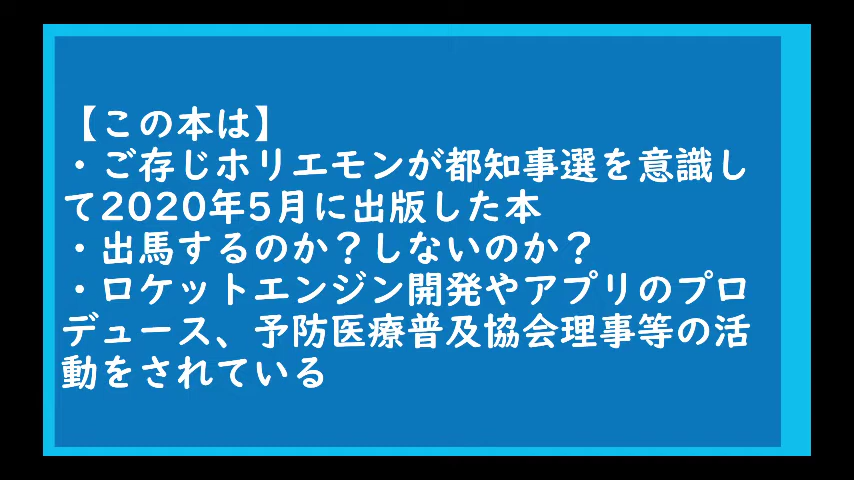 【この本は】
・ご存じホリエモンが都知事選を意識し
て2020年5月に出版した本
・出馬するのか？しないのか？
・ロケットエンジン開発やアプリのプロ
デュース、予防医療普及協会理事等の活
動をされている